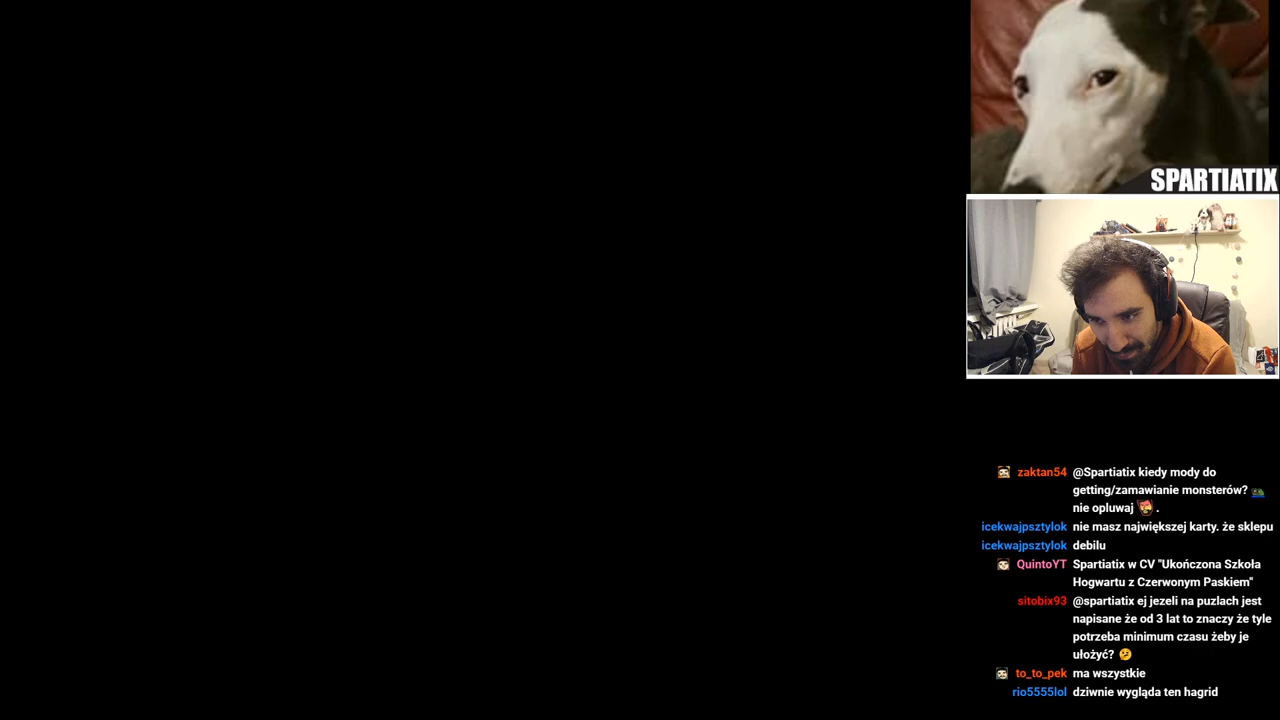 SPARTIATIX
zaktan54 @Spartiatix kiedy mody do
getting/zamawianie monsterów?
nie opluwaj .
icekwajpsztylok nie masz największej karty. że sklepu
icekwajpsztylok debilu
QuintoYT Spartiatix w CV "Ukończona Szkoła
Hogwartu z Czerwonym Paskiem"
sitobix93 @spartiatix ej jezeli na puzlach jest
napisane że od 3 lat to znaczy że tyle
potrzeba minimum czasu żeby je
ułożyć? 🤔
to_to_pek ma wszystkie
rio5555lol dziwnie wygląda ten hagrid